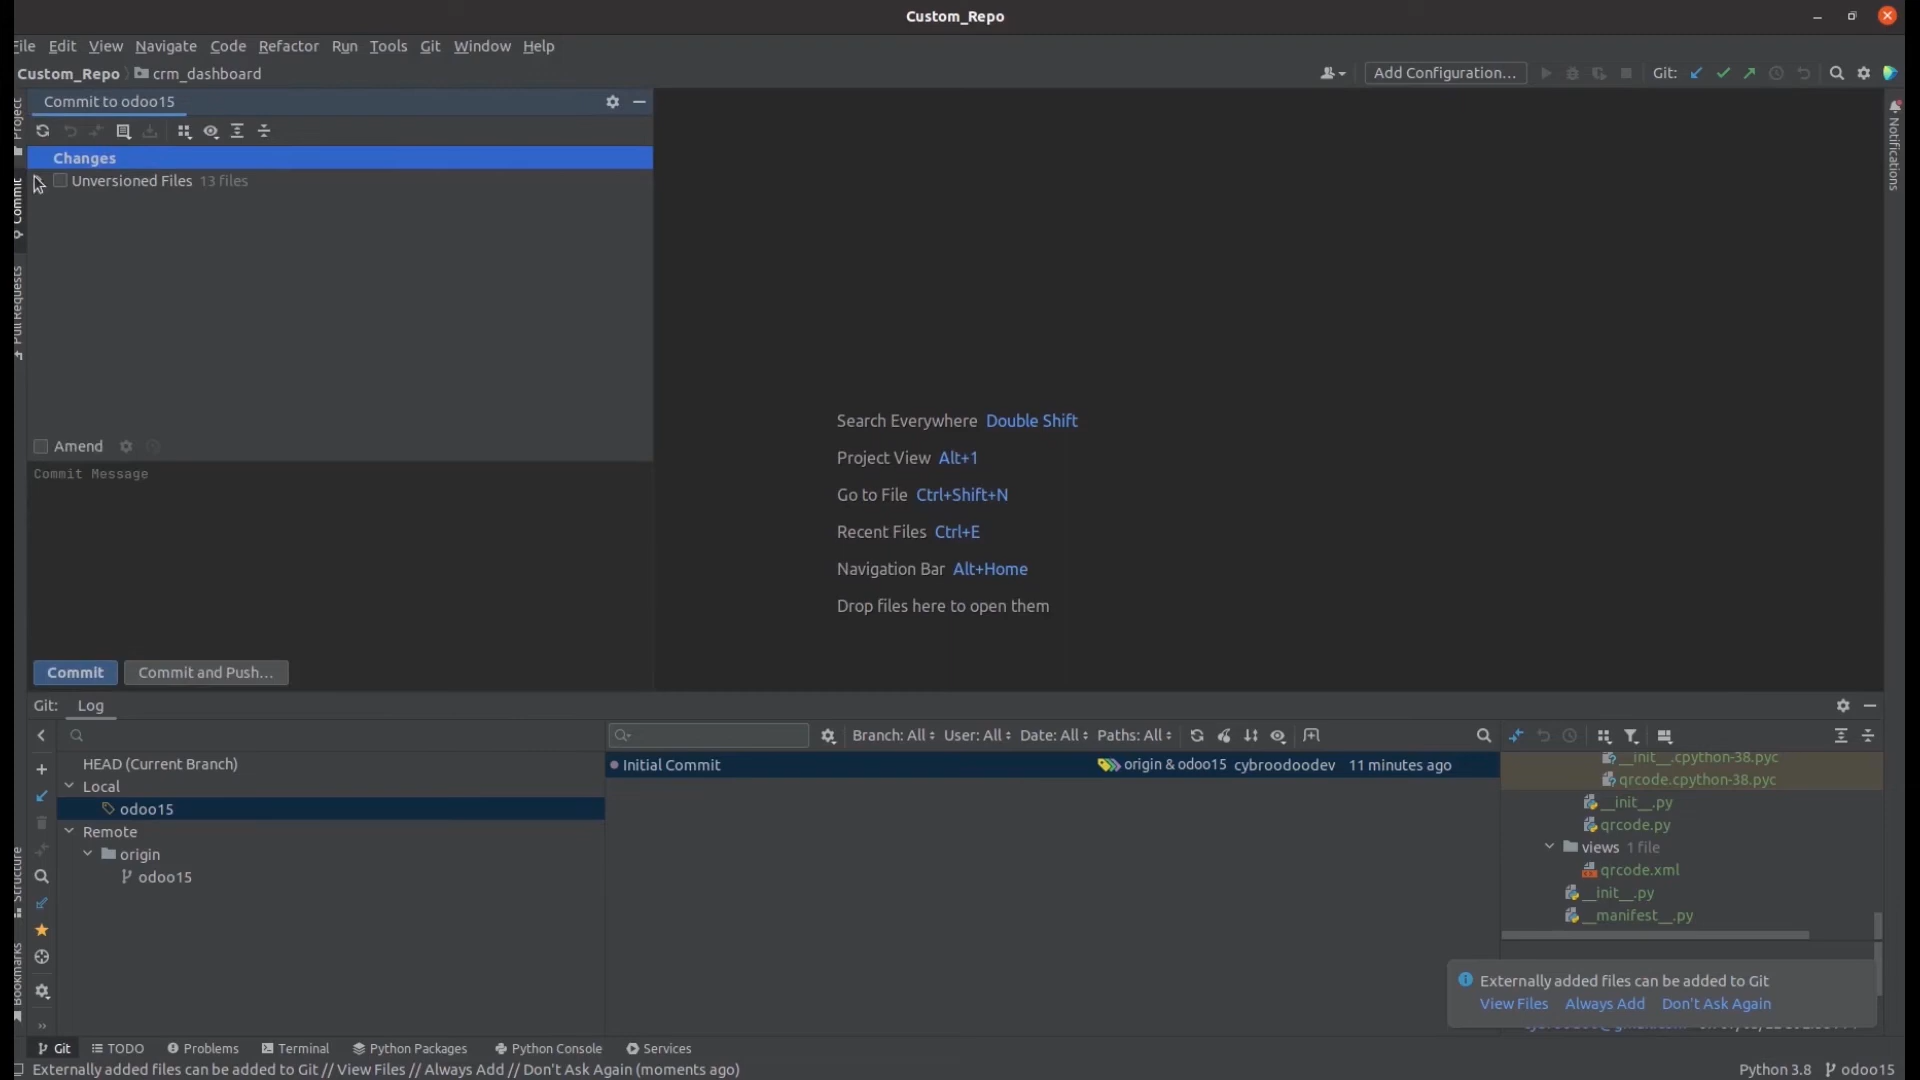 Custom_Repo
File Edit View Navigate Code Refactor Run Tools Git Window Help
Custom_Repo crm_dashboard
Add Configuration... Git:
Commit to odoo15
Project
Commit
Pull Requests
Structure
Bookmarks
Notifications
Changes
Unversioned Files 13 files
Amend
Commit Message
Commit Commit and Push...
Search Everywhere Double Shift
Project View Alt+1
Go to File Ctrl+Shift+N
Recent Files Ctrl+E
Navigation Bar Alt+Home
Drop files here to open them
Git: Log
HEAD (Current Branch)
Local
odoo15
Remote
origin
odoo15
Branch: All User: All Date: All Paths: All
Initial Commit origin & odoo15 cybroodoodev 11 minutes ago
__init__.cpython-38.pyc
qrcode.cpython-38.pyc
__init__.py
qrcode.py
views 1 file
qrcode.xml
__init__.py
__manifest__.py
Externally added files can be added to Git
View Files Always Add Don't Ask Again
Git TODO Problems Terminal Python Packages Python Console Services
Externally added files can be added to Git // View Files // Always Add // Don't Ask Again (moments ago)
Python 3.8 odoo15